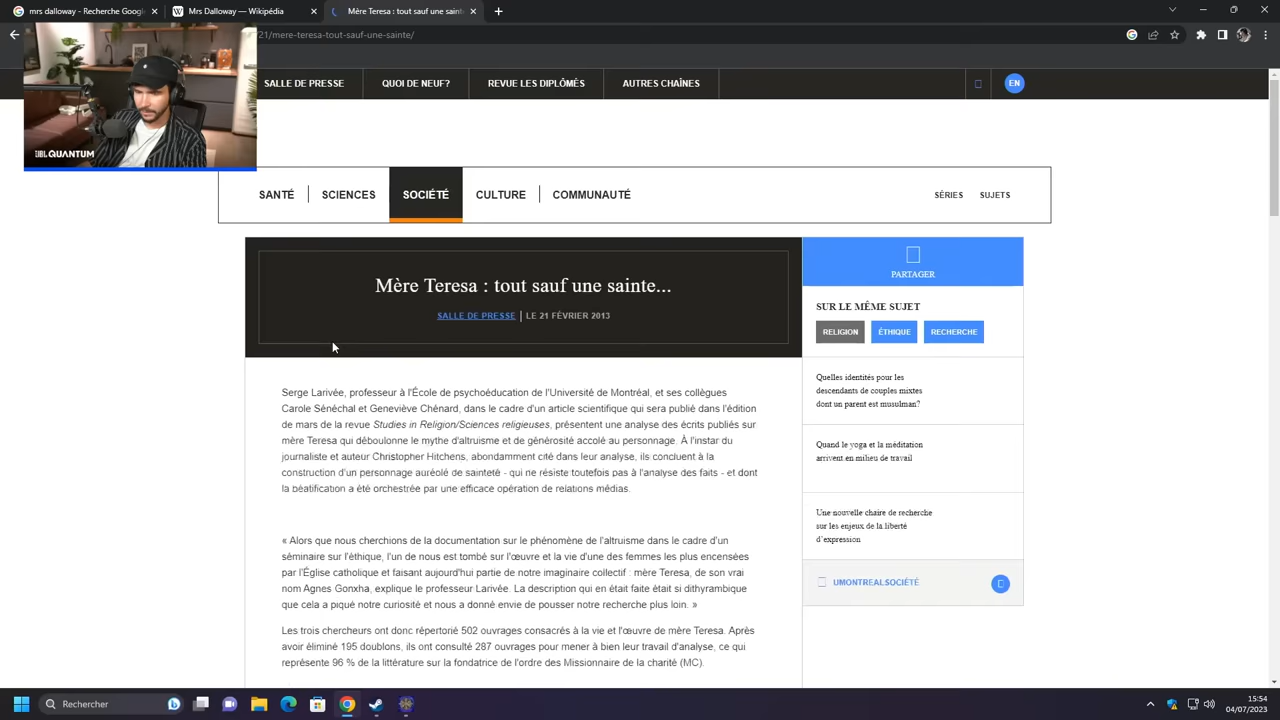 mrs dalloway - Recherche Goog
Mrs Dalloway — Wikipédia
Mère Teresa : tout sauf une sainte
21/mere-teresa-tout-sauf-une-sainte/
SALLE DE PRESSE
QUOI DE NEUF?
REVUE LES DIPLÔMÉS
AUTRES CHAÎNES
EN
JBL QUANTUM
SANTÉ
SCIENCES
SOCIÉTÉ
CULTURE
COMMUNAUTÉ
SÉRIES
SUJETS
Mère Teresa : tout sauf une sainte...
SALLE DE PRESSE | LE 21 FÉVRIER 2013
Serge Larivée, professeur à l'École de psychoéducation de l'Université de Montréal, et ses collègues
Carole Sénéchal et Geneviève Chénard, dans le cadre d'un article scientifique qui sera publié dans l'édition
de mars de la revue Studies in Religion/Sciences religieuses, présentent une analyse des écrits publiés sur
mère Teresa qui déboulonne le mythe d'altruisme et de générosité accolé au personnage. À l'instar du
journaliste et auteur Christopher Hitchens, abondamment cité dans leur analyse, ils concluent à la
construction d'un personnage auréolé de sainteté - qui ne résiste toutefois pas à l'analyse des faits - et dont
la béatification a été orchestrée par une efficace opération de relations médias.
« Alors que nous cherchions de la documentation sur le phénomène de l'altruisme dans le cadre d'un
séminaire sur l'éthique, l'un de nous est tombé sur l'œuvre et la vie d'une des femmes les plus encensées
par l'Église catholique et faisant aujourd'hui partie de notre imaginaire collectif : mère Teresa, de son vrai
nom Agnes Gonxha, explique le professeur Larivée. La description qui en était faite était si dithyrambique
que cela a piqué notre curiosité et nous a donné envie de pousser notre recherche plus loin. »
Les trois chercheurs ont donc répertorié 502 ouvrages consacrés à la vie et l'œuvre de mère Teresa. Après
avoir éliminé 195 doublons, ils ont consulté 287 ouvrages pour mener à bien leur travail d'analyse, ce qui
représente 96 % de la littérature sur la fondatrice de l'ordre des Missionnaire de la charité (MC).
PARTAGER
SUR LE MÊME SUJET
RELIGION
ÉTHIQUE
RECHERCHE
Quelles identités pour les
descendants de couples mixtes
dont un parent est musulman?
Quand le yoga et la méditation
arrivent en milieu de travail
Une nouvelle chaire de recherche
sur les enjeux de la liberté
d'expression
UMONTREALSOCIÉTÉ
Rechercher
15:54
04/07/2023